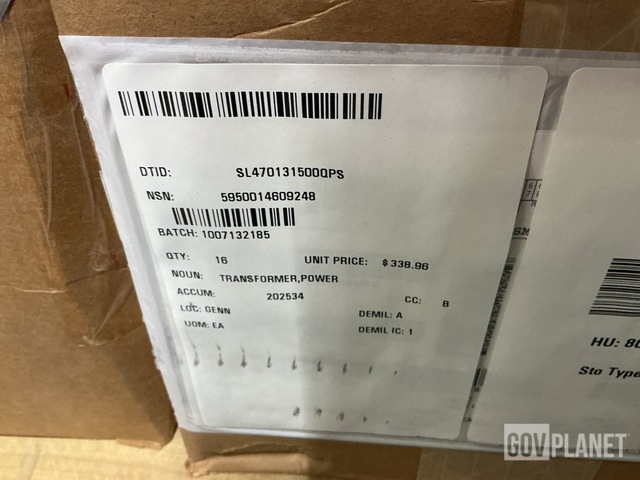 DTID: SL470131500QPS
NSN: 5950014609248
BATCH: 1007132185
QTY: 16 UNIT PRICE: $ 338.96
NOUN: TRANSFORMER,POWER
ACCUM: 202534 CC: B
LOC: GENN DEMIL: A
UOM: EA DEMIL IC: 1
HU: 80
Sto Type
GOVPLANET